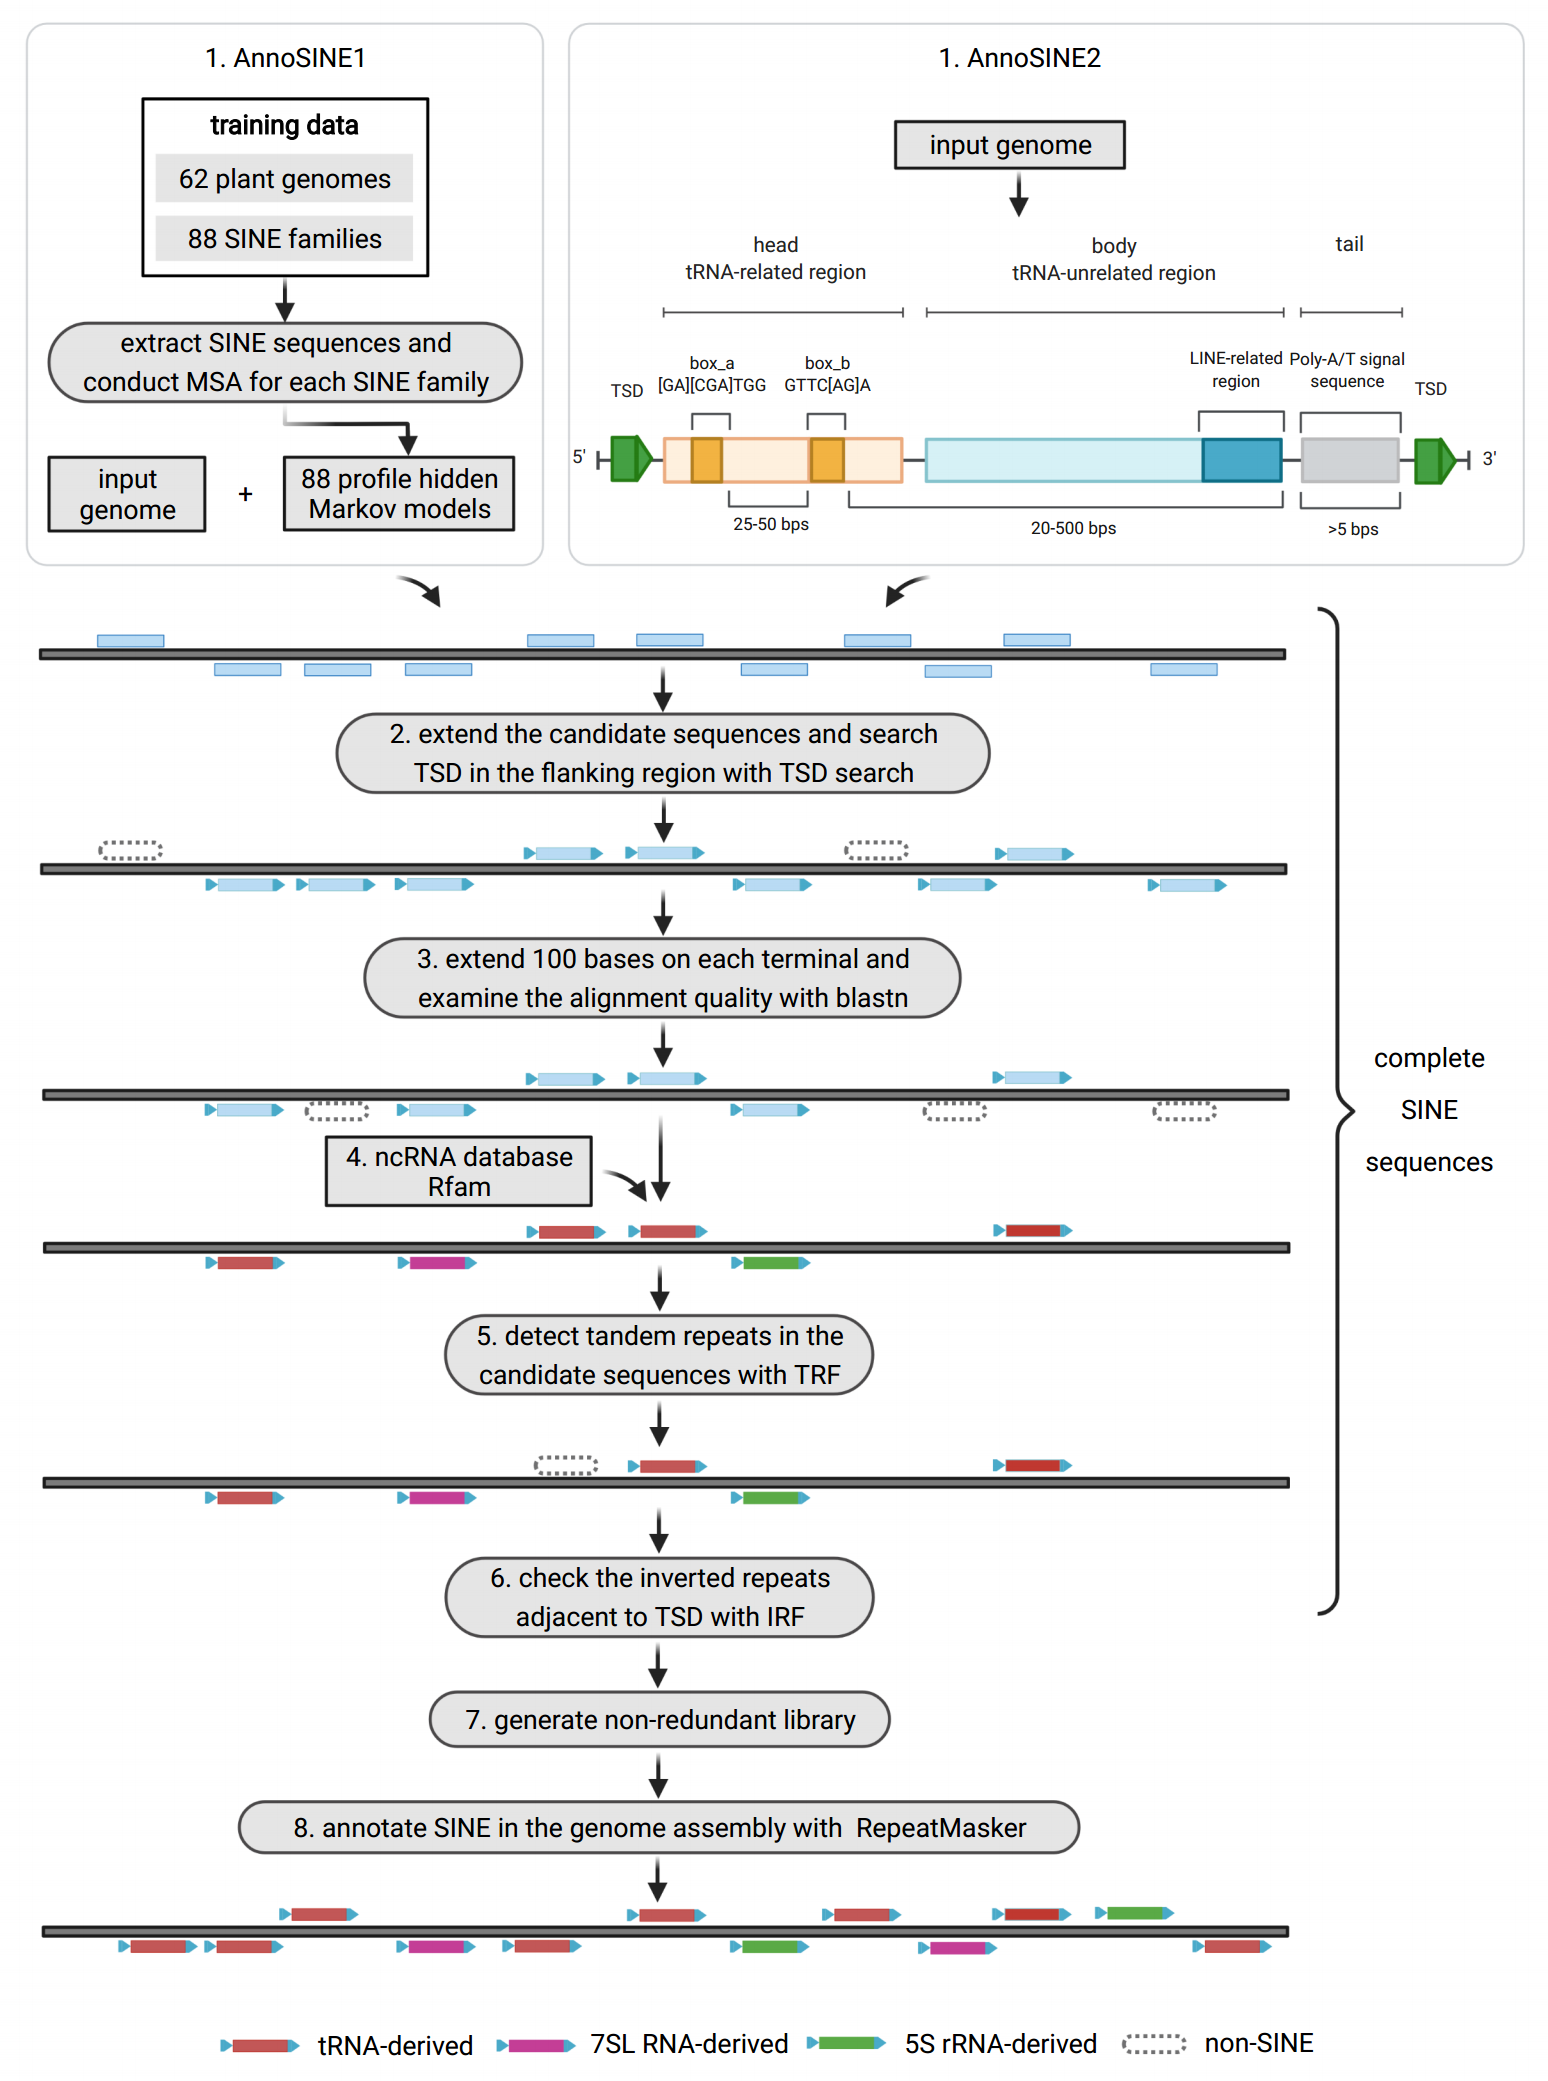 1. AnnoSINE1
training data
62 plant genomes
88 SINE families
extract SINE sequences and
conduct MSA for each SINE family
input
genome
+
88 profile hidden
Markov models
1. AnnoSINE2
input genome
head
tRNA-related region
body
tRNA-unrelated region
tail
TSD
box_a
[GA][CGA]TGG
box_b
GTTC[AG]A
LINE-related
region
Poly-A/T signal
sequence
TSD
5'
3'
25-50 bps
20-500 bps
>5 bps
2. extend the candidate sequences and search
TSD in the flanking region with TSD search
3. extend 100 bases on each terminal and
examine the alignment quality with blastn
complete
SINE
sequences
4. ncRNA database
Rfam
5. detect tandem repeats in the
candidate sequences with TRF
6. check the inverted repeats
adjacent to TSD with IRF
7. generate non-redundant library
8. annotate SINE in the genome assembly with RepeatMasker
tRNA-derived
7SL RNA-derived
5S rRNA-derived
non-SINE